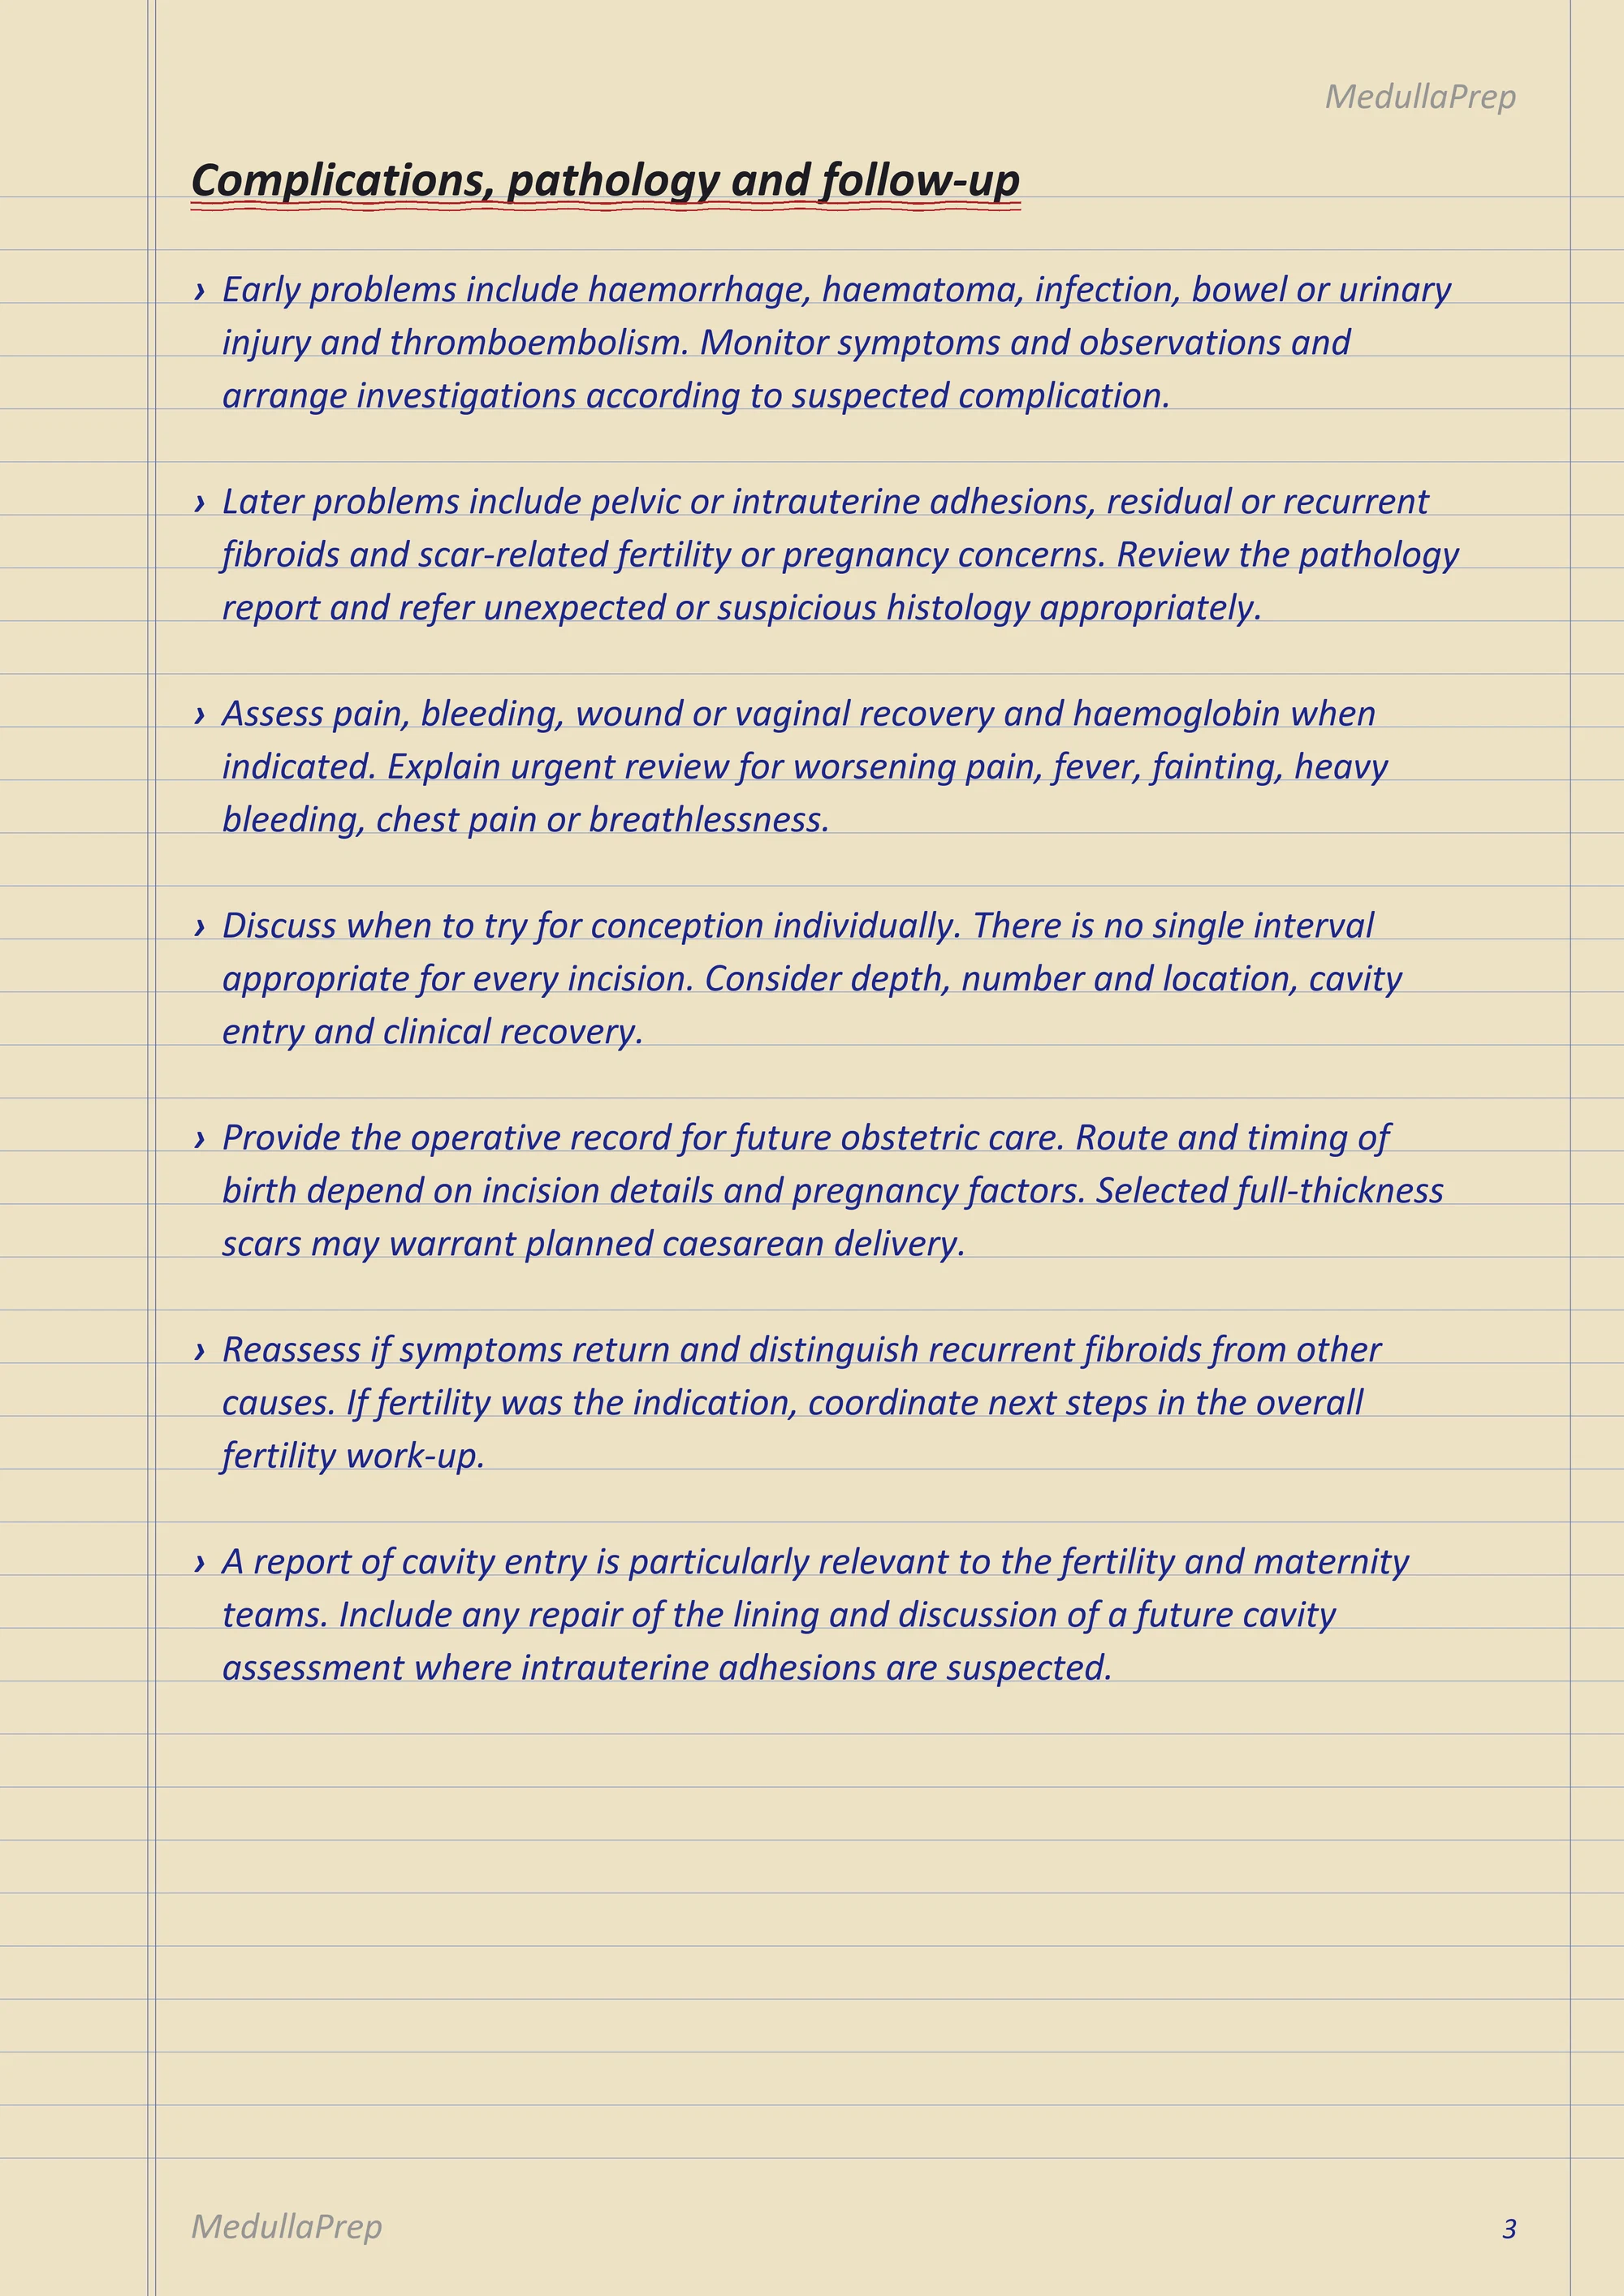 MedullaPrep
Complications, pathology and follow-up
› Early problems include haemorrhage, haematoma, infection, bowel or urinary
injury and thromboembolism. Monitor symptoms and observations and
arrange investigations according to suspected complication.
› Later problems include pelvic or intrauterine adhesions, residual or recurrent
fibroids and scar-related fertility or pregnancy concerns. Review the pathology
report and refer unexpected or suspicious histology appropriately.
› Assess pain, bleeding, wound or vaginal recovery and haemoglobin when
indicated. Explain urgent review for worsening pain, fever, fainting, heavy
bleeding, chest pain or breathlessness.
› Discuss when to try for conception individually. There is no single interval
appropriate for every incision. Consider depth, number and location, cavity
entry and clinical recovery.
› Provide the operative record for future obstetric care. Route and timing of
birth depend on incision details and pregnancy factors. Selected full-thickness
scars may warrant planned caesarean delivery.
› Reassess if symptoms return and distinguish recurrent fibroids from other
causes. If fertility was the indication, coordinate next steps in the overall
fertility work-up.
› A report of cavity entry is particularly relevant to the fertility and maternity
teams. Include any repair of the lining and discussion of a future cavity
assessment where intrauterine adhesions are suspected.
MedullaPrep
3